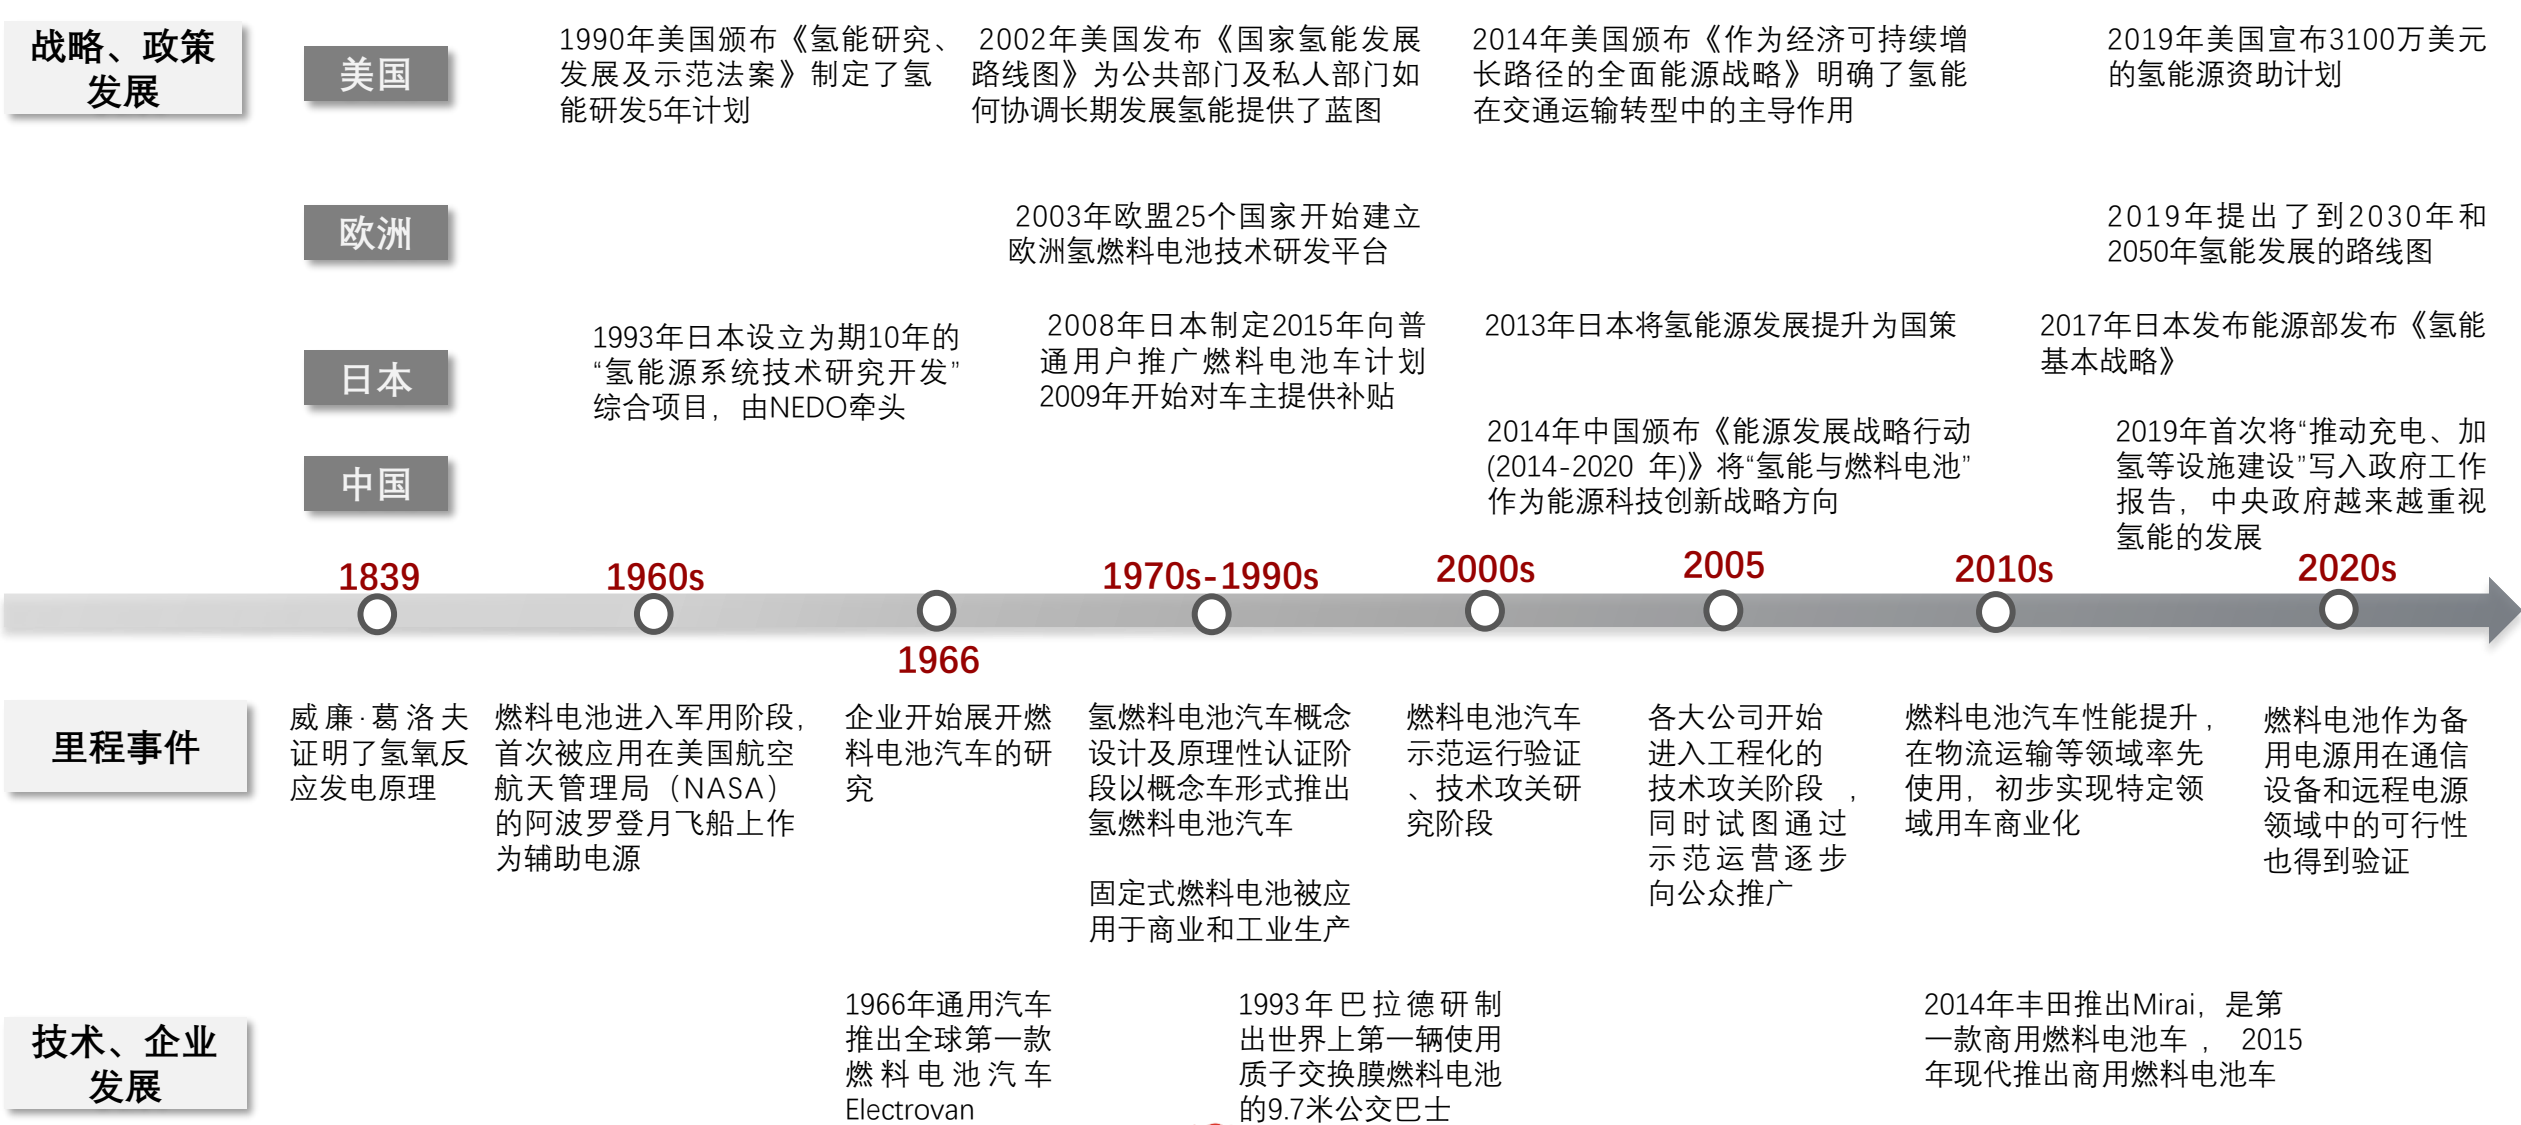 战略、政策
发展
美国
1990年美国颁布《氢能研究、
发展及示范法案》制定了氢
能研发5年计划
2002年美国发布《国家氢能发展
路线图》为公共部门及私人部门如
何协调长期发展氢能提供了蓝图
2014年美国颁布《作为经济可持续增
长路径的全面能源战略》明确了氢能
在交通运输转型中的主导作用
2019年美国宣布3100万美元
的氢能源资助计划
欧洲
2003年欧盟25个国家开始建立
欧洲氢燃料电池技术研发平台
2019年提出了到2030年和
2050年氢能发展的路线图
日本
1993年日本设立为期10年的
“氢能源系统技术研究开发”
综合项目，由NEDO牵头
2008年日本制定2015年向普
通用户推广燃料电池车计划
2009年开始对车主提供补贴
2013年日本将氢能源发展提升为国策
2017年日本发布能源部发布《氢能
基本战略》
中国
2014年中国颁布《能源发展战略行动
(2014-2020 年)》将“氢能与燃料电池”
作为能源科技创新战略方向
2019年首次将“推动充电、加
氢等设施建设”写入政府工作
报告，中央政府越来越重视
氢能的发展
1839
1960s
1966
1970s-1990s
2000s
2005
2010s
2020s
里程事件
威廉·葛洛夫
证明了氢氧反
应发电原理
燃料电池进入军用阶段,
首次被应用在美国航空
航天管理局（NASA）
的阿波罗登月飞船上作
为辅助电源
企业开始展开燃
料电池汽车的研
究
氢燃料电池汽车概念
设计及原理性认证阶
段以概念车形式推出
氢燃料电池汽车
固定式燃料电池被应
用于商业和工业生产
燃料电池汽车
示范运行验证
、技术攻关研
究阶段
各大公司开始
进入工程化的
技术攻关阶段 ,
同时试图通过
示范运营逐步
向公众推广
燃料电池汽车性能提升 ,
在物流运输等领域率先
使用，初步实现特定领
域用车商业化
燃料电池作为备
用电源用在通信
设备和远程电源
领域中的可行性
也得到验证
技术、企业
发展
1966年通用汽车
推出全球第一款
燃料电池汽车
Electrovan
1993年巴拉德研制
出世界上第一辆使用
质子交换膜燃料电池
的9.7米公交巴士
2014年丰田推出Mirai，是第
一款商用燃料电池车 ， 2015
年现代推出商用燃料电池车